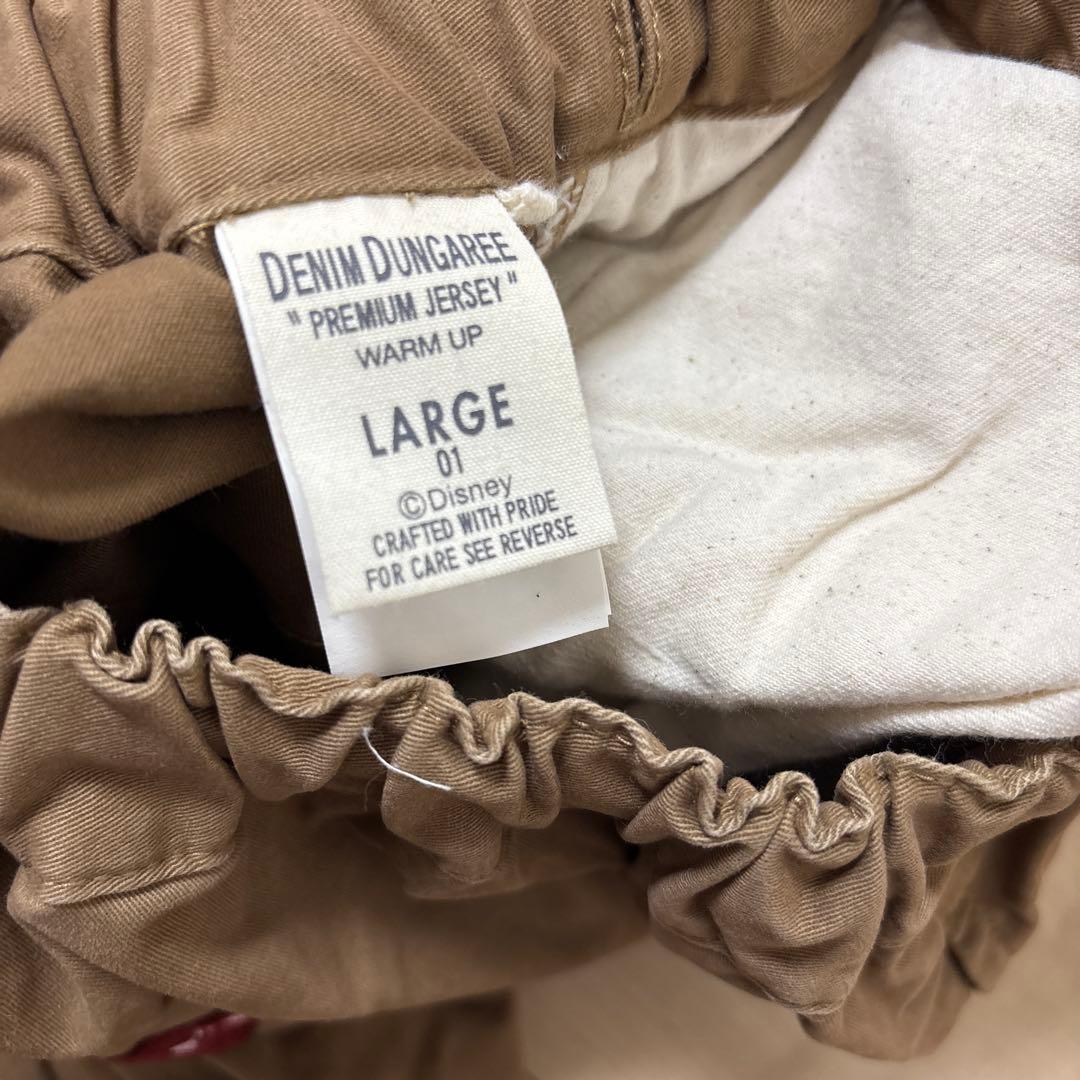 DENIM DUNGAREE
"PREMIUM JERSEY"
WARM UP
LARGE
01
©Disney
CRAFTED WITH PRIDE
FOR CARE SEE REVERSE